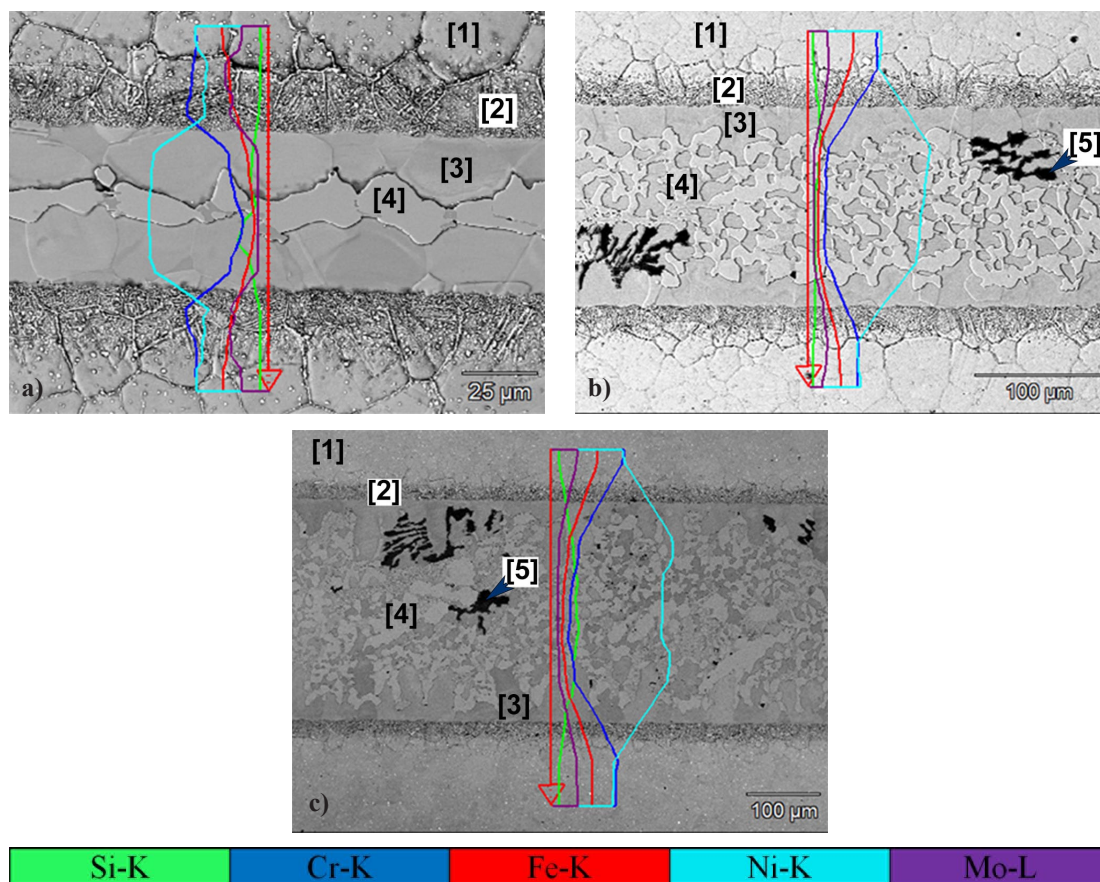 [1]
[2]
[3]
[4]
a)
25 µm
[1]
[2]
[3]
[4]
[5]
b)
100 µm
[1]
[2]
[5]
[4]
[3]
c)
100 µm
Si-K Cr-K Fe-K Ni-K Mo-L